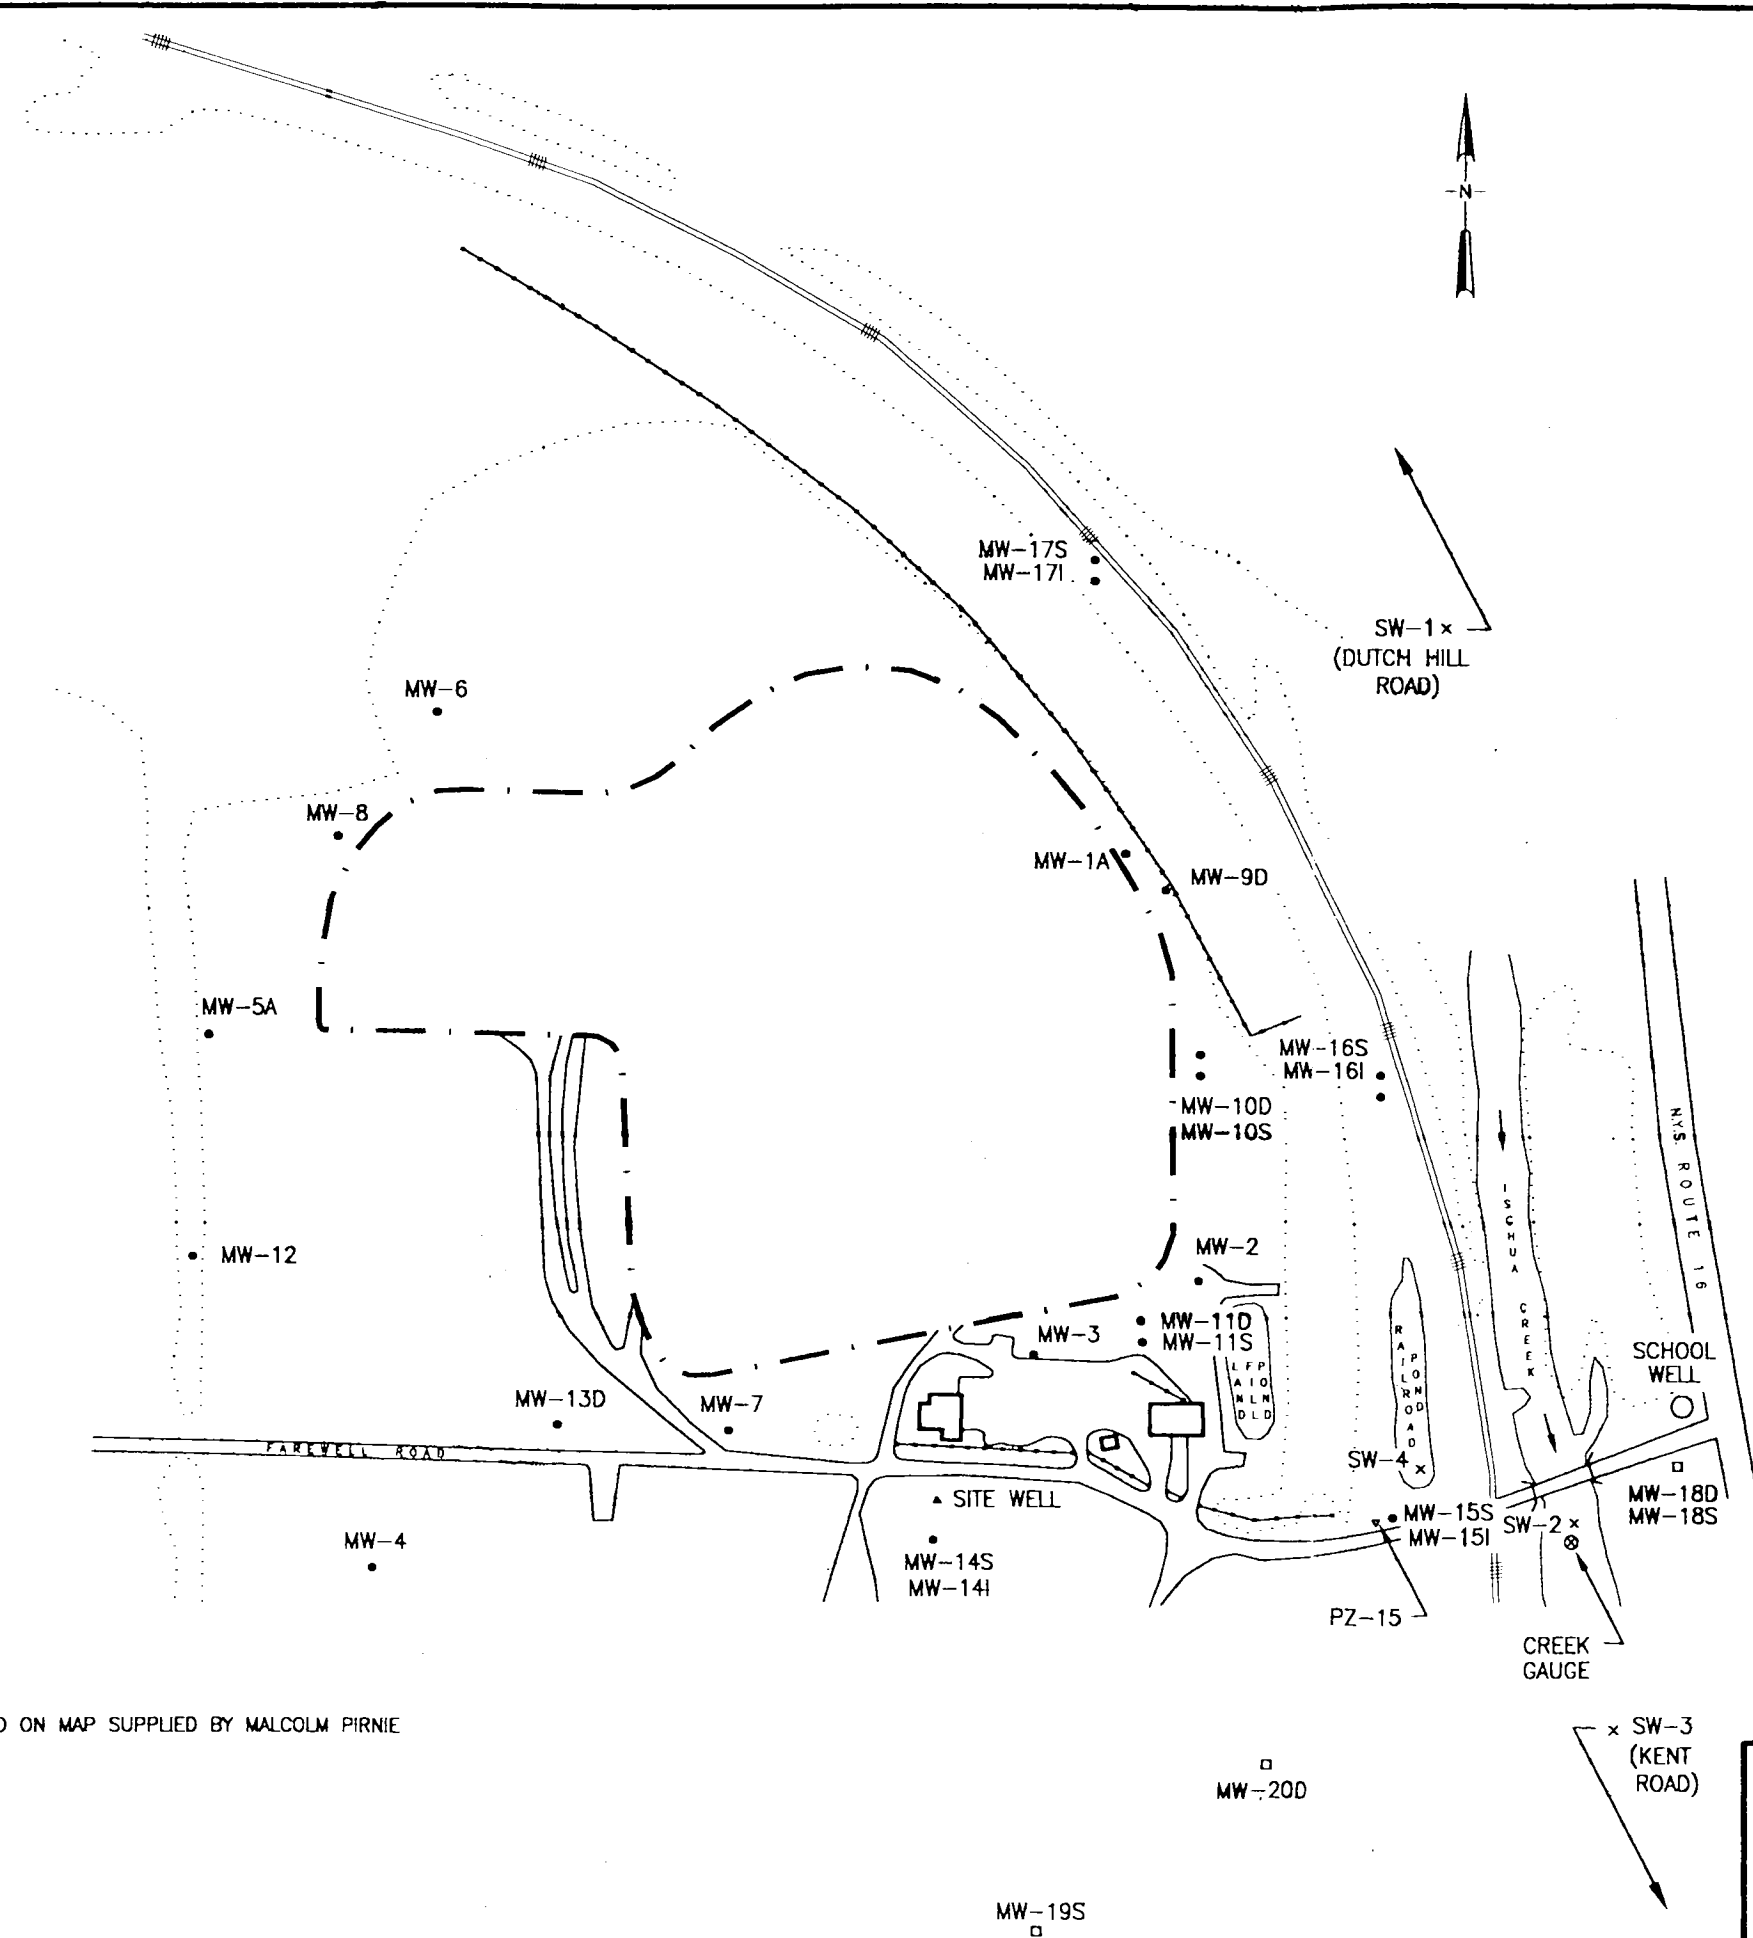 -N-
MW-17S
MW-17I
SW-1 x
(DUTCH HILL
ROAD)
MW-6
MW-8
MW-1A
MW-9D
MW-5A
MW-16S
MW-16I
MW-10D
MW-10S
N.Y.S. ROUTE 16
ISCHUA CREEK
MW-12
MW-2
MW-11D
MW-11S
MW-3
LANDFILL POND
RAILROAD POND
SCHOOL
WELL
MW-13D
MW-7
FAREWELL ROAD
SW-4 x
SITE WELL
MW-15S
MW-15I
SW-2 x
MW-18D
MW-18S
MW-4
MW-14S
MW-14I
PZ-15
CREEK
GAUGE
D ON MAP SUPPLIED BY MALCOLM PIRNIE
x SW-3
(KENT
ROAD)
MW-20D
MW-19S